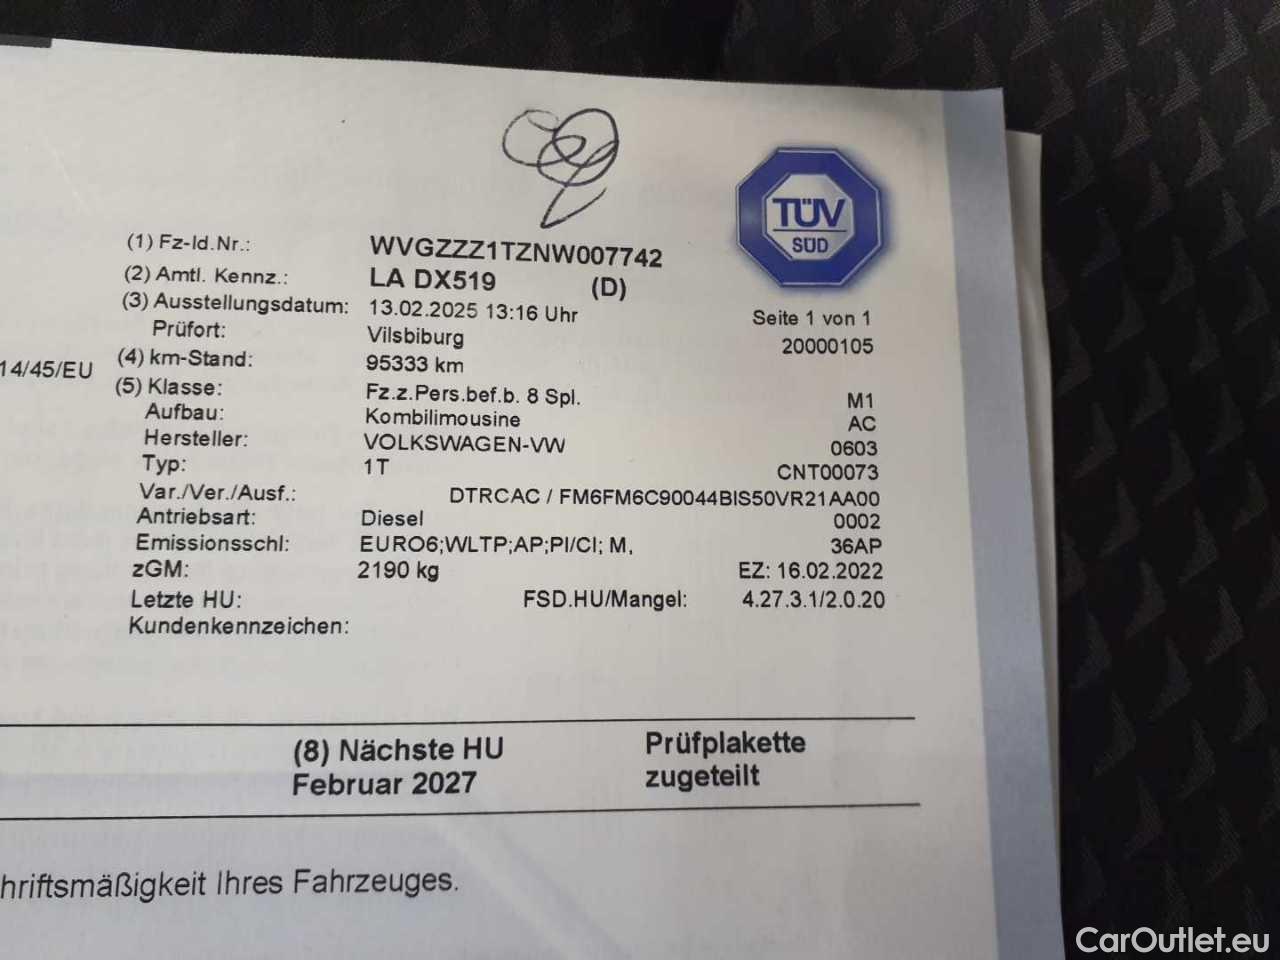 TÜV
SÜD
(1) Fz-Id.Nr.: WVGZZZ1TZNW007742
(2) Amtl. Kennz.: LA DX519 (D)
(3) Ausstellungsdatum: 13.02.2025 13:16 Uhr Seite 1 von 1
Prüfort: Vilsbiburg 20000105
14/45/EU (4) km-Stand: 95333 km
(5) Klasse: Fz.z.Pers.bef.b. 8 Spl. M1
Aufbau: Kombilimousine AC
Hersteller: VOLKSWAGEN-VW 0603
Typ: 1T CNT00073
Var./Ver./Ausf.: DTRCAC / FM6FM6C90044BIS50VR21AA00
Antriebsart: Diesel 0002
Emissionsschl: EURO6;WLTP;AP;PI/CI; M, 36AP
zGM: 2190 kg EZ: 16.02.2022
Letzte HU: FSD.HU/Mangel: 4.27.3.1/2.0.20
Kundenkennzeichen:
(8) Nächste HU Prüfplakette
Februar 2027 zugeteilt
hriftsmäßigkeit Ihres Fahrzeuges.
CarOutlet.eu